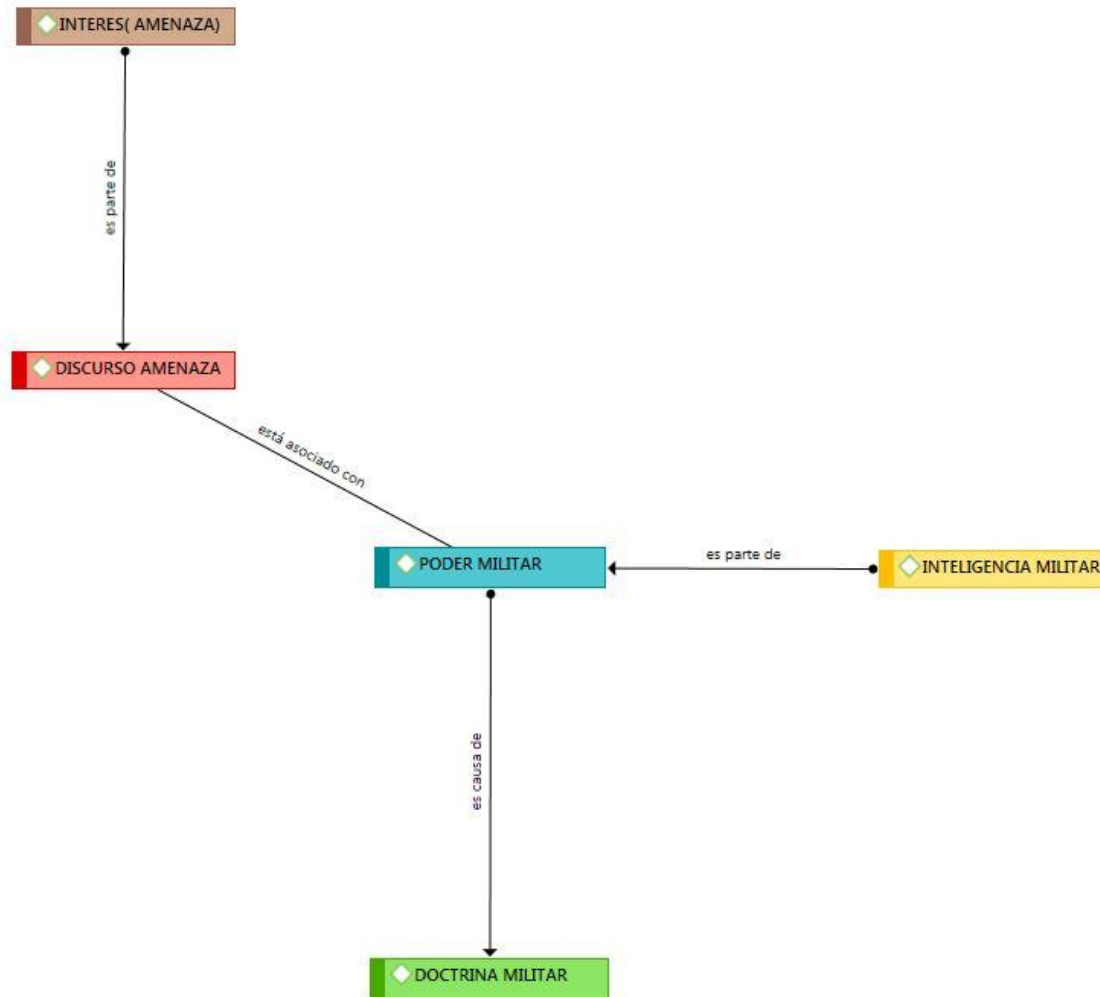 INTERES( AMENAZA)
es parte de
DISCURSO AMENAZA
está asociado con
PODER MILITAR
es parte de
INTELIGENCIA MILITAR
es causa de
DOCTRINA MILITAR